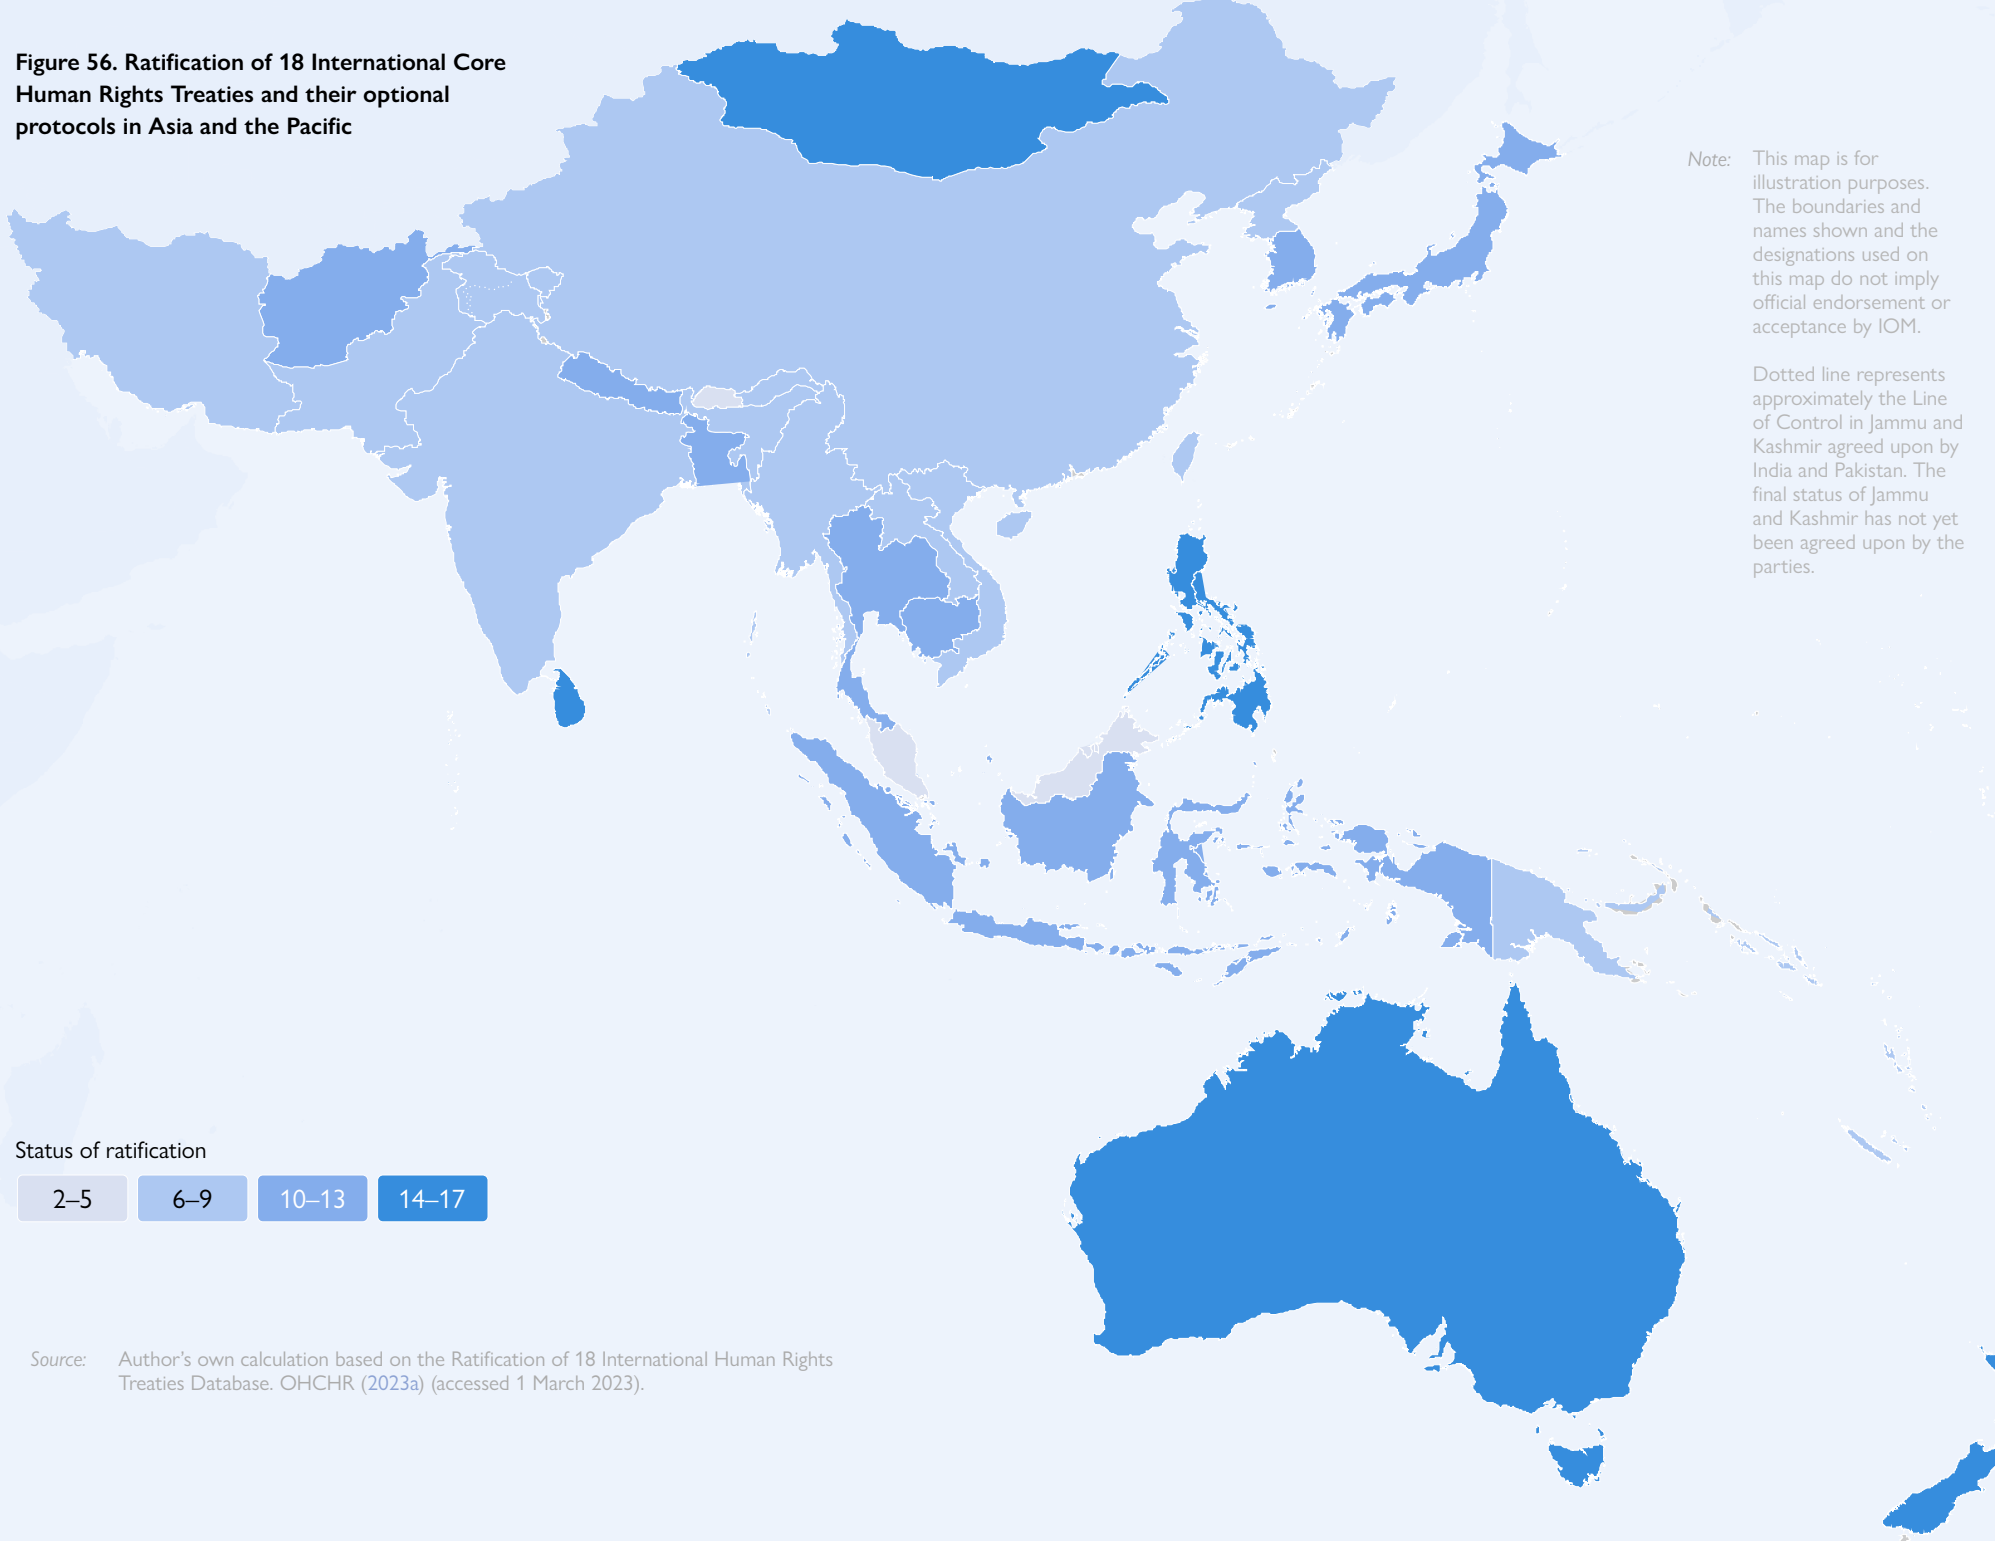 Figure 56. Ratification of 18 International Core
Human Rights Treaties and their optional
protocols in Asia and the Pacific
Note: This map is for
illustration purposes.
The boundaries and
names shown and the
designations used on
this map do not imply
official endorsement or
acceptance by IOM.
Dotted line represents
approximately the Line
of Control in Jammu and
Kashmir agreed upon by
India and Pakistan. The
final status of Jammu
and Kashmir has not yet
been agreed upon by the
parties.
Status of ratification
2–5 6–9 10–13 14–17
Source: Author’s own calculation based on the Ratification of 18 International Human Rights
Treaties Database. OHCHR (2023a) (accessed 1 March 2023).